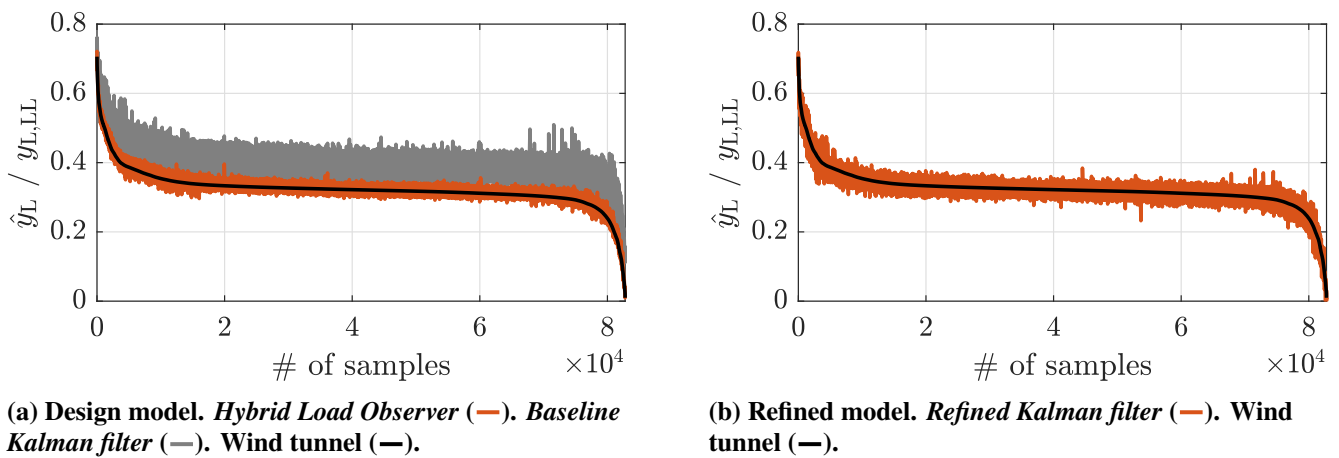 0.8
0.6
0.4
0.2
0
ŷL / yL,LL
0 2 4 6 8
# of samples ×10^4
(a) Design model. Hybrid Load Observer (—). Baseline
Kalman filter (—). Wind tunnel (—).
0.8
0.6
0.4
0.2
0
ŷL / yL,LL
0 2 4 6 8
# of samples ×10^4
(b) Refined model. Refined Kalman filter (—). Wind
tunnel (—).